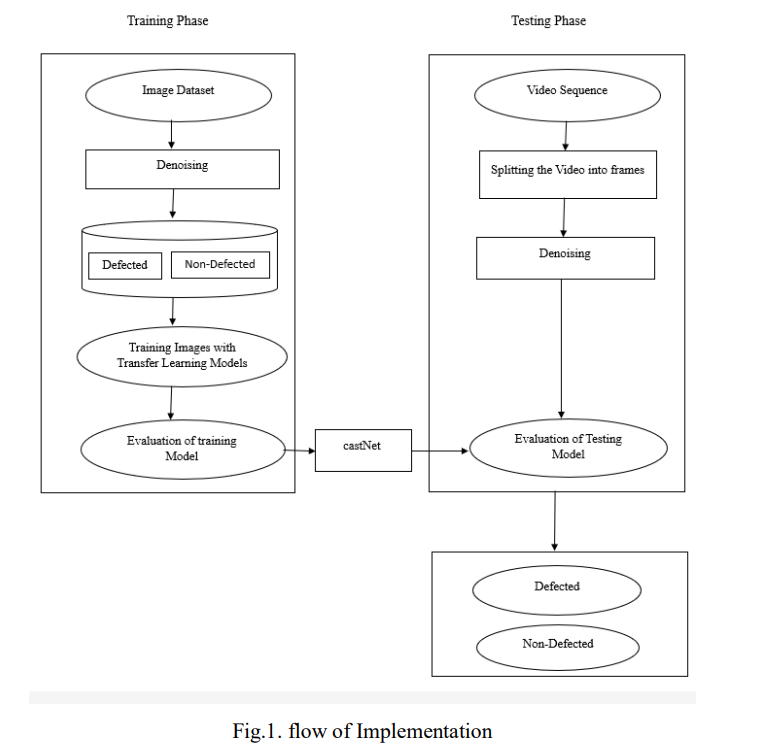 Training Phase
Image Dataset
Denoising
Defected
Non-Defected
Training Images with
Transfer Learning Models
Evaluation of training
Model
castNet
Testing Phase
Video Sequence
Splitting the Video into frames
Denoising
Evaluation of Testing
Model
Defected
Non-Defected
Fig.1. flow of Implementation